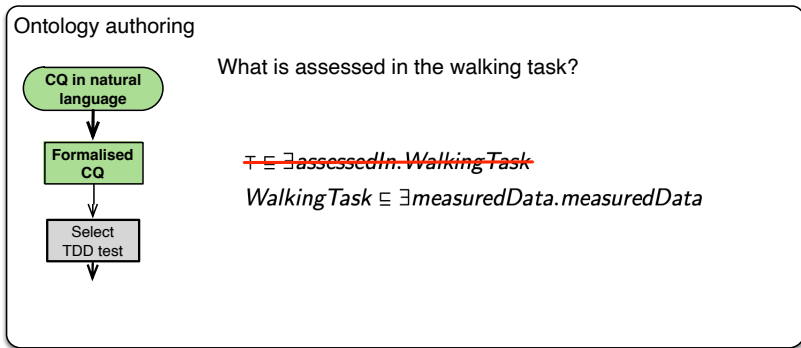 Ontology authoring
CQ in natural
language
What is assessed in the walking task?
Formalised
CQ
⊤ ⊑ ∃assessedIn.WalkingTask
WalkingTask ⊑ ∃measuredData.measuredData
Select
TDD test